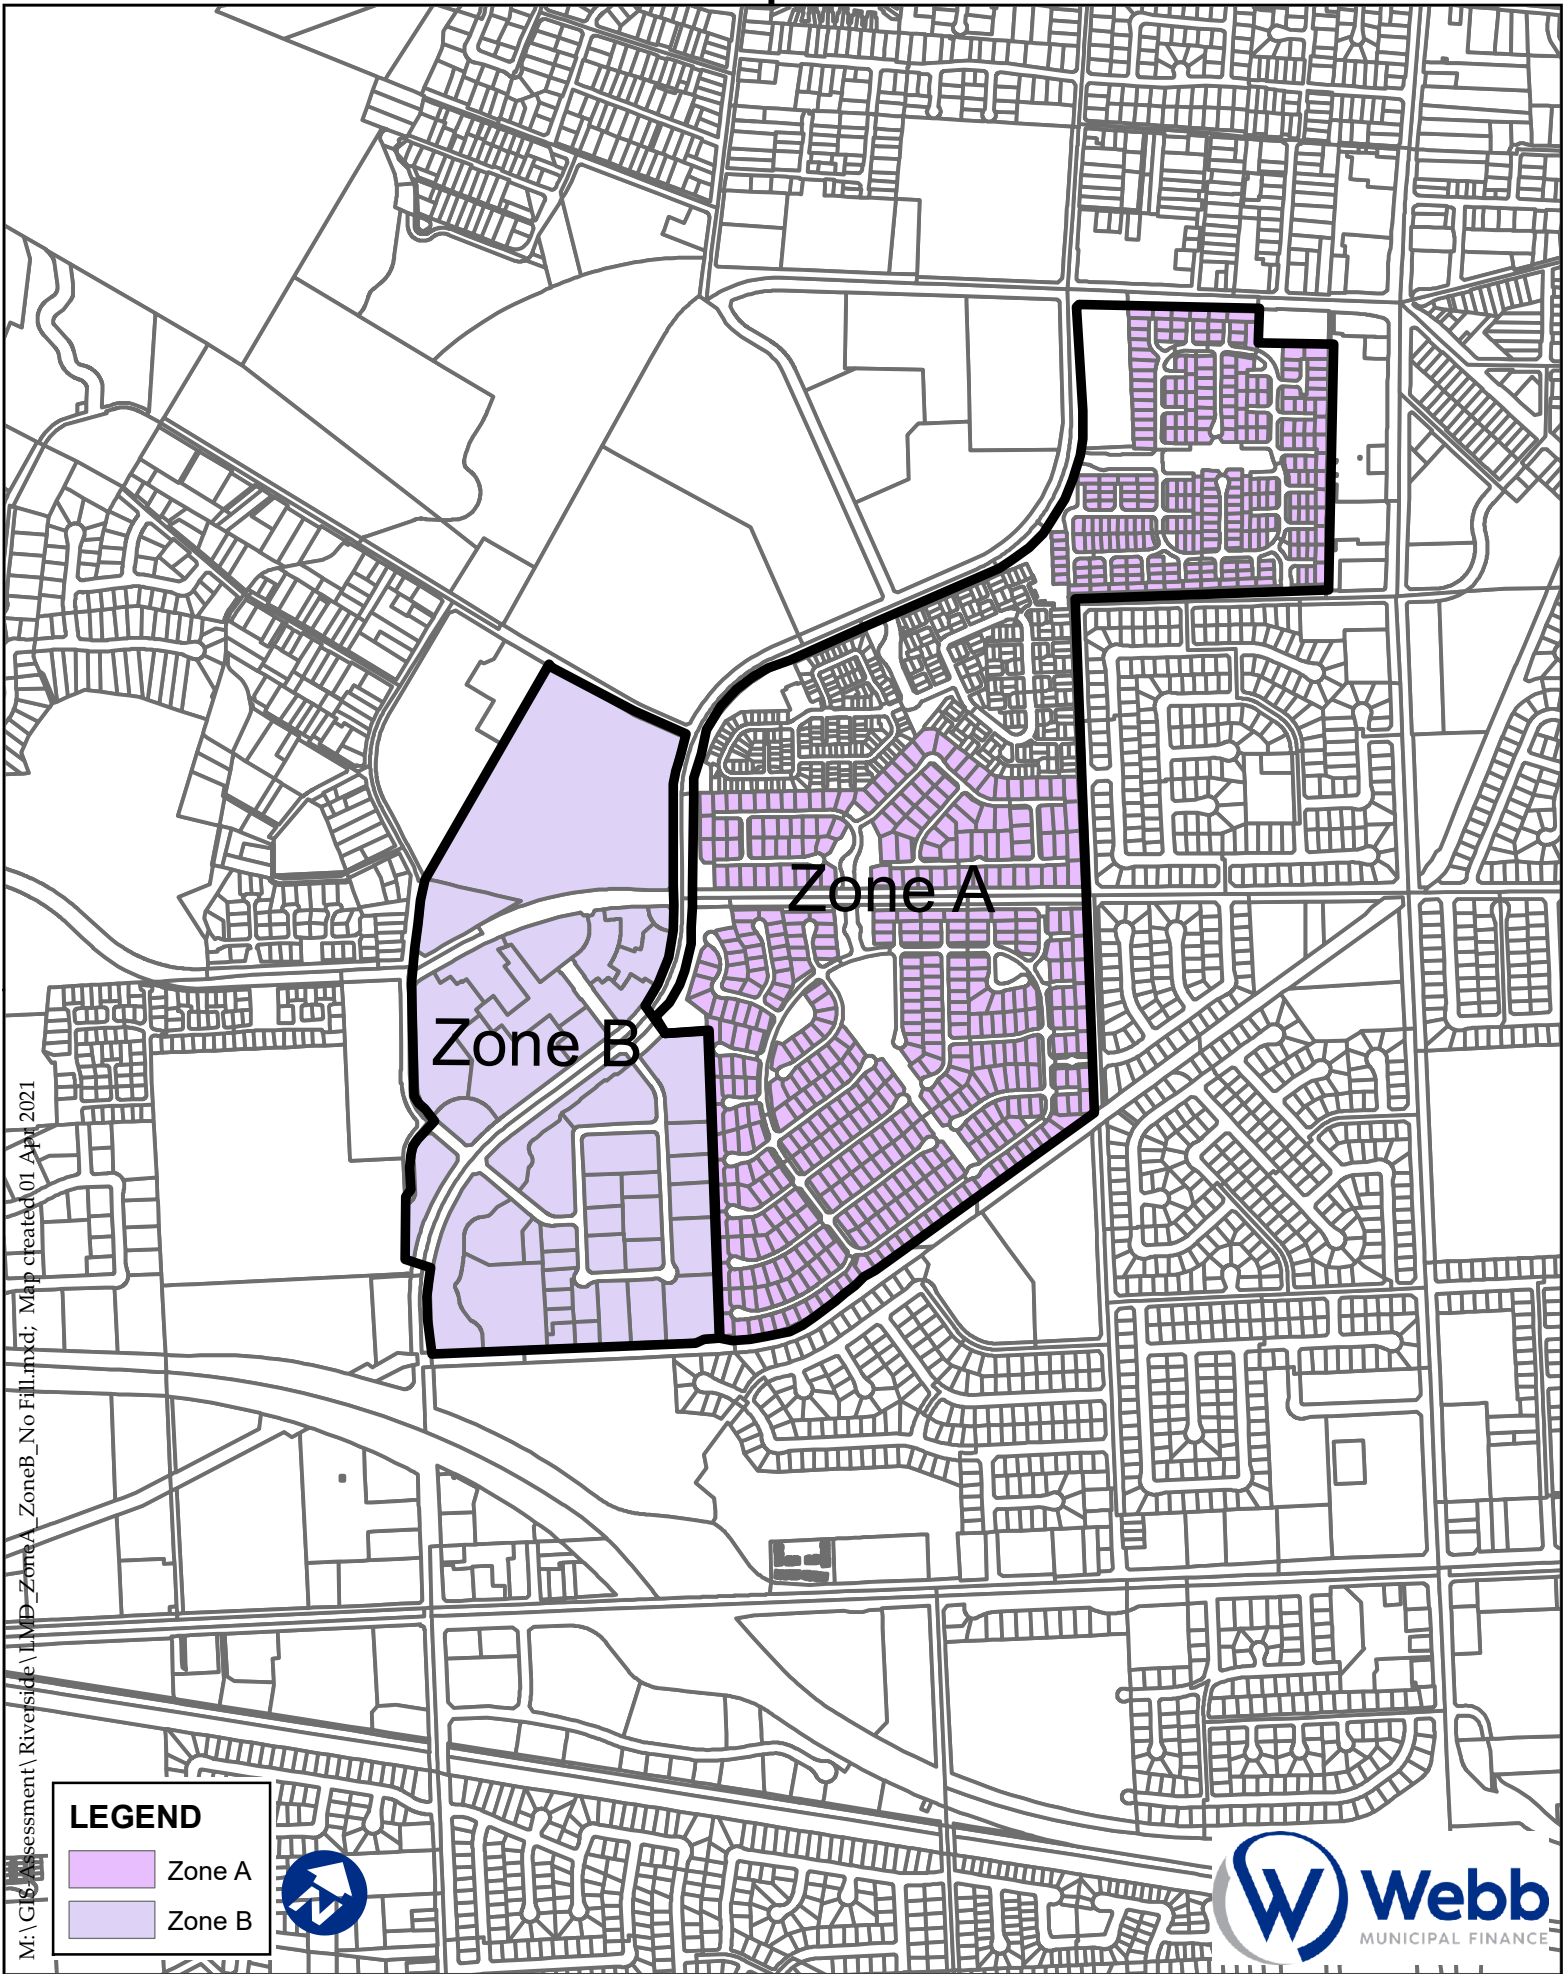 Zone A
Zone B
M:\GIS\Assessment\Riverside\LMD_ZoneA_ZoneB_No Fill.mxd; Map created 01 Apr 2021
LEGEND
Zone A
Zone B
N
W Webb
MUNICIPAL FINANCE